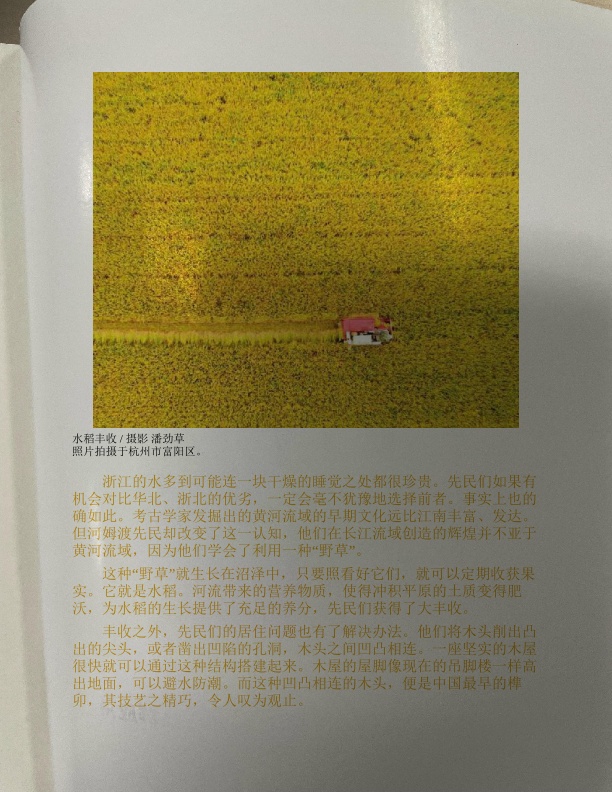 水稻丰收 / 摄影 潘劲草
照片拍摄于杭州市富阳区。
浙江的水多到可能连一块干燥的睡觉之处都很珍贵。先民们如果有
机会对比华北、浙北的优劣，一定会毫不犹豫地选择前者。事实上也的
确如此。考古学家发掘出的黄河流域的早期文化远比江南丰富、发达。
但河姆渡先民却改变了这一认知，他们在长江流域创造的辉煌并不亚于
黄河流域，因为他们学会了利用一种“野草”。
这种“野草”就生长在沼泽中，只要照看好它们，就可以定期收获果
实。它就是水稻。河流带来的营养物质，使得冲积平原的土质变得肥
沃，为水稻的生长提供了充足的养分，先民们获得了大丰收。
丰收之外，先民们的居住问题也有了解决办法。他们将木头削出凸
出的尖头，或者凿出凹陷的孔洞，木头之间凹凸相连。一座坚实的木屋
很快就可以通过这种结构搭建起来。木屋的屋脚像现在的吊脚楼一样高
出地面，可以避水防潮。而这种凹凸相连的木头，便是中国最早的榫
卯，其技艺之精巧，令人叹为观止。